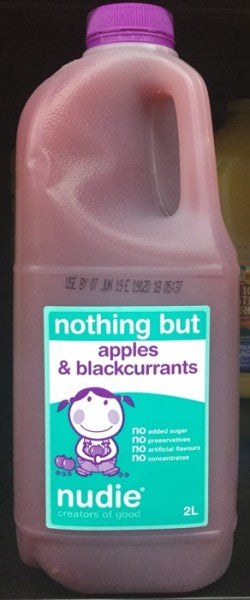 USE BY 07 JUN 19 E 19020 18 05:37
nothing but
apples
& blackcurrants
no added sugar
no preservatives
no artificial flavours
no concentrates
nudie®
creators of good
2L